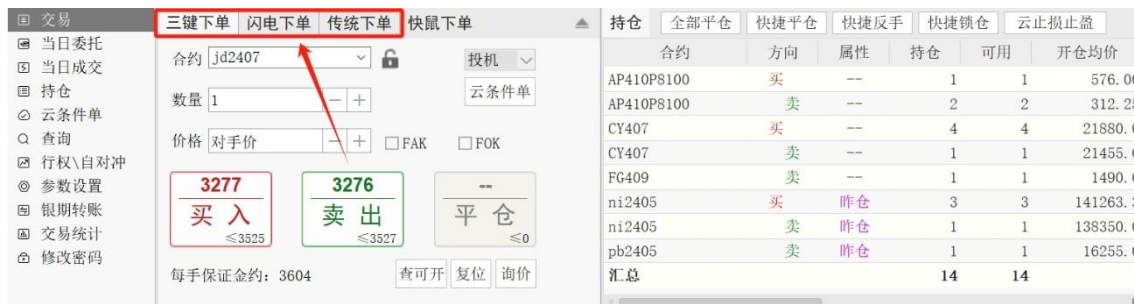 交易
当日委托
当日成交
持仓
云条件单
查询
行权\自对冲
参数设置
银期转账
交易统计
修改密码
三键下单 闪电下单 传统下单 快鼠下单
合约 jd2407 投机
数量 1 云条件单
价格 对手价 FAK FOK
3277 3276 --
买 入 卖 出 平 仓
≤3525 ≤3527 ≤0
每手保证金约: 3604 查可开 复位 询价
持仓 全部平仓 快捷平仓 快捷反手 快捷锁仓 云止损止盈
合约 方向 属性 持仓 可用 开仓均价
AP410P8100 买 -- 1 1 576.00
AP410P8100 卖 -- 2 2 312.25
CY407 买 -- 4 4 21880.0
CY407 卖 -- 1 1 21455.0
FG409 卖 -- 1 1 1490.0
ni2405 买 昨仓 3 3 141263.3
ni2405 卖 昨仓 1 1 138350.0
pb2405 卖 昨仓 1 1 16255.0
汇总 14 14